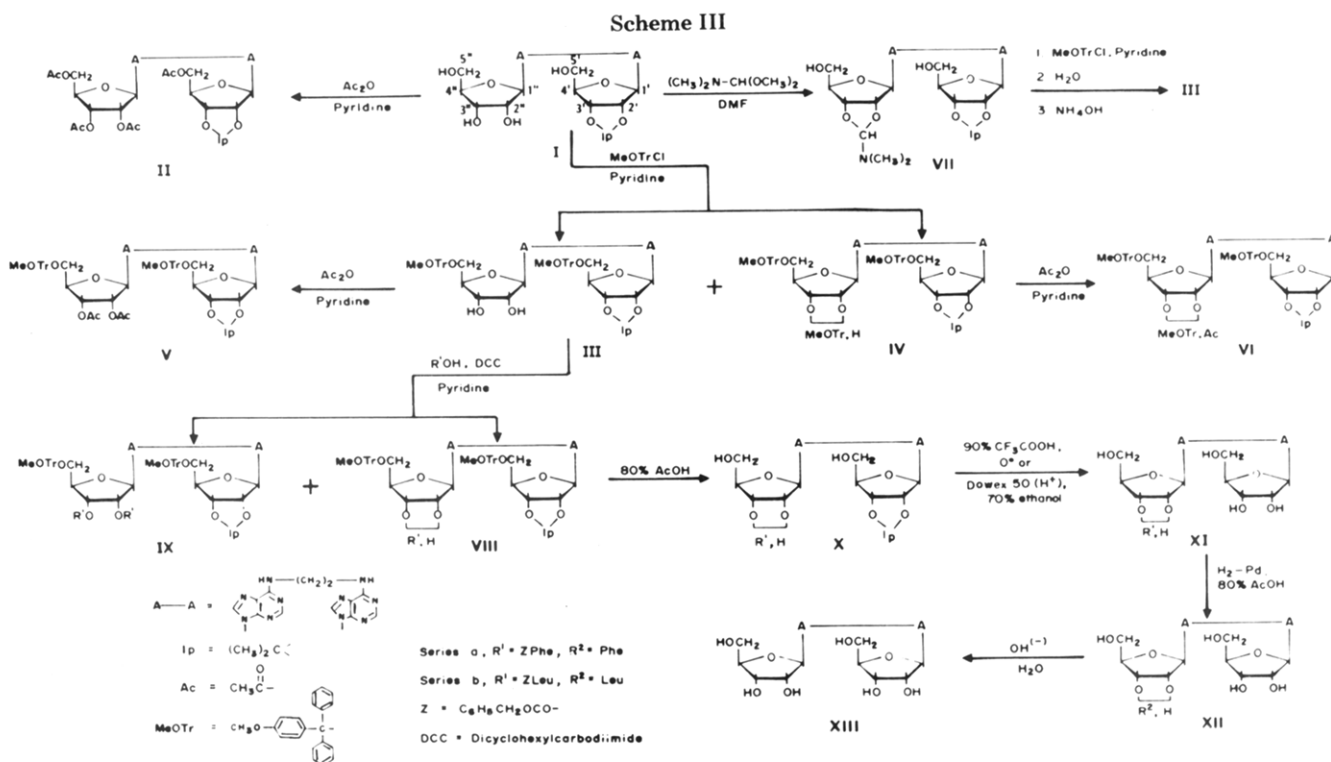 Scheme III
A A A A A A
5" 5'
AcOCH2 AcOCH2 HOCH2 HOCH2 HOCH2 HOCH2
O O O O O O
Ac2O
Pyridine
4" 1" 4' 1'
3" 2" 3' 2'
(CH3)2N-CH(OCH3)2
DMF
1 MeOTrCl, Pyridine
2 H2O
3 NH4OH
III
AcO OAc O O HO OH O O O O O O
Ip Ip CH Ip
N(CH3)2
II I VII
MeOTrCl
Pyridine
A A A A A A A A
MeOTrOCH2 MeOTrOCH2 MeOTrOCH2 MeOTrOCH2 MeOTrOCH2 MeOTrOCH2 MeOTrOCH2 MeOTrOCH2
O O O O O O O O
Ac2O
Pyridine
+
Ac2O
Pyridine
OAc OAc O O HO OH O O O O O O O O O O
Ip Ip MeOTr, H Ip MeOTr, Ac Ip
V III IV VI
R'OH, DCC
Pyridine
A A A A A A A A
MeOTrOCH2 MeOTrOCH2 MeOTrOCH2 MeOTrOCH2 HOCH2 HOCH2 HOCH2 HOCH2
O O O O O O O O
+
80% AcOH
90% CF3COOH,
0° or
Dowex 50 (H+),
70% ethanol
R'O OR' O O O O O O O O O O O O HO OH
Ip R', H Ip R', H Ip R', H
IX VIII X XI
H2-Pd
80% AcOH
A—A = HN—(CH2)2—NH
N N N N N N N N
Ip = (CH3)2C
Ac = CH3C-
O
MeOTr = CH3O- -C-
Series a, R1 = ZPhe, R2 = Phe
Series b, R1 = ZLeu, R2 = Leu
Z = C6H5CH2OCO-
DCC = Dicyclohexylcarbodiimide
A A A A
HOCH2 HOCH2 HOCH2 HOCH2
O O O O
OH(-)
H2O
HO OH HO OH O O HO OH
R2, H
XIII XII